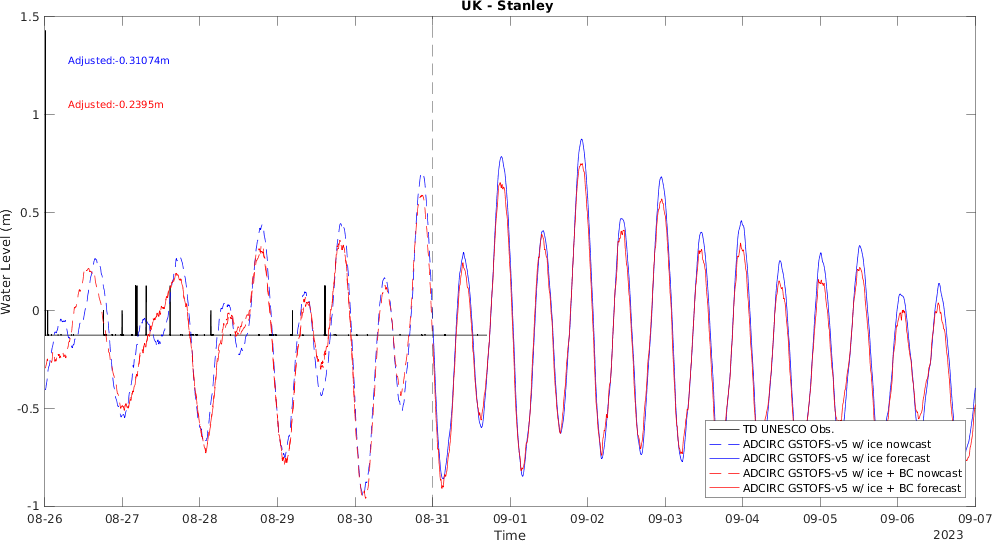 UK - Stanley
1.5
1
0.5
0
-0.5
-1
Water Level (m)
Adjusted:-0.31074m
Adjusted:-0.2395m
TD UNESCO Obs.
ADCIRC GSTOFS-v5 w/ ice nowcast
ADCIRC GSTOFS-v5 w/ ice forecast
ADCIRC GSTOFS-v5 w/ ice + BC nowcast
ADCIRC GSTOFS-v5 w/ ice + BC forecast
08-26 08-27 08-28 08-29 08-30 08-31 09-01 09-02 09-03 09-04 09-05 09-06 09-07
Time
2023